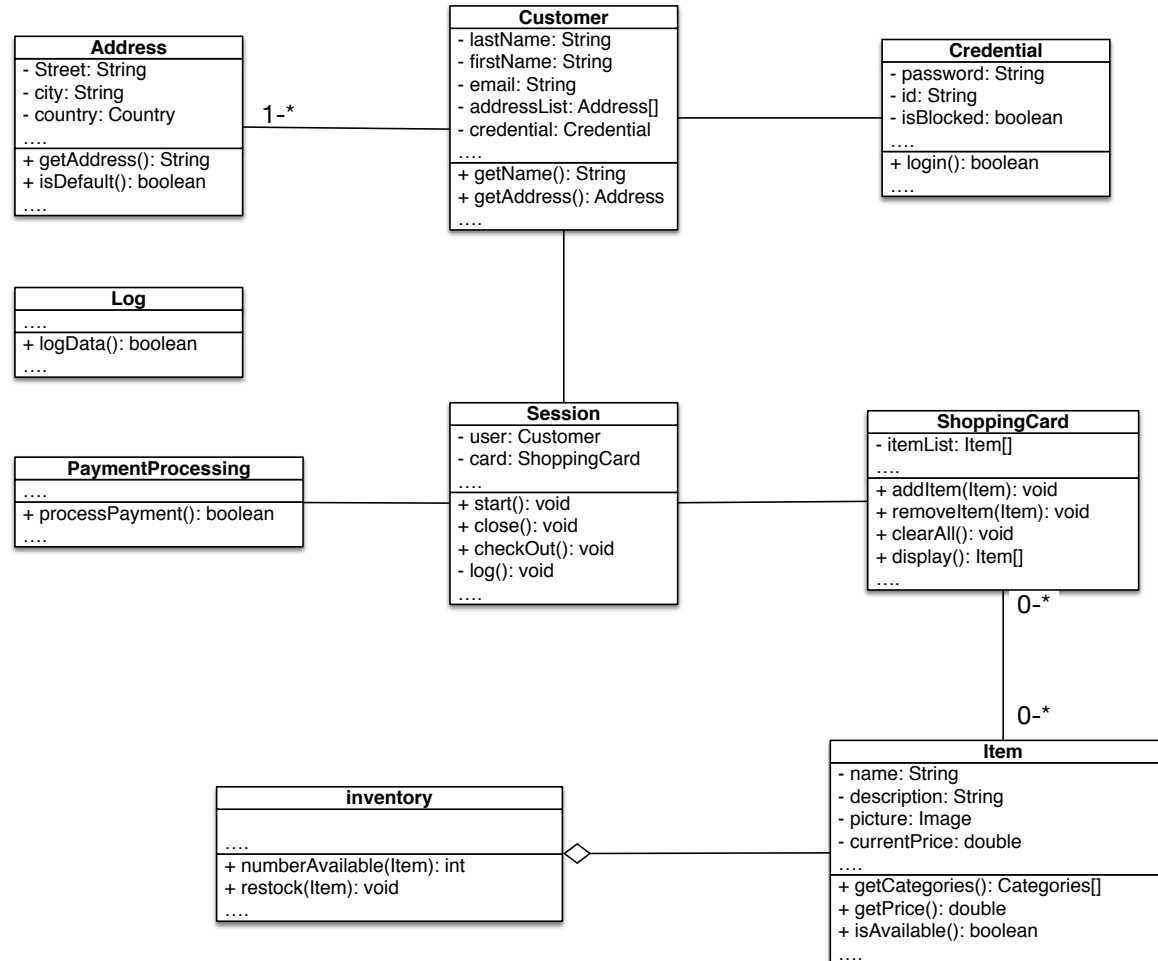 Address
- Street: String
- city: String
- country: Country
....
+ getAddress(): String
+ isDefault(): boolean
....
1-*
Customer
- lastName: String
- firstName: String
- email: String
- addressList: Address[]
- credential: Credential
....
+ getName(): String
+ getAddress(): Address
....
Credential
- password: String
- id: String
- isBlocked: boolean
....
+ login(): boolean
....
Log
....
+ logData(): boolean
....
PaymentProcessing
....
+ processPayment(): boolean
....
Session
- user: Customer
- card: ShoppingCard
....
+ start(): void
+ close(): void
+ checkOut(): void
- log(): void
....
ShoppingCard
- itemList: Item[]
....
+ addItem(Item): void
+ removeItem(Item): void
+ clearAll(): void
+ display(): Item[]
....
0-*
0-*
inventory
....
+ numberAvailable(Item): int
+ restock(Item): void
....
Item
- name: String
- description: String
- picture: Image
- currentPrice: double
....
+ getCategories(): Categories[]
+ getPrice(): double
+ isAvailable(): boolean
....